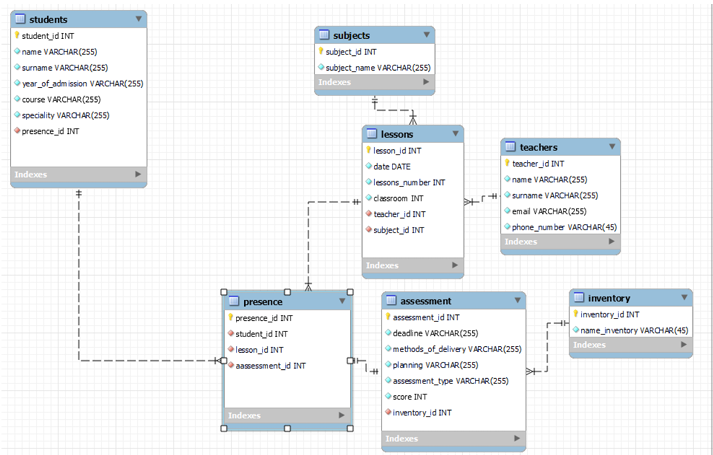 students
student_id INT
name VARCHAR(255)
surname VARCHAR(255)
year_of_admission VARCHAR(255)
course VARCHAR(255)
speciality VARCHAR(255)
presence_id INT
Indexes
subjects
subject_id INT
subject_name VARCHAR(255)
Indexes
lessons
lesson_id INT
date DATE
lessons_number INT
classroom INT
teacher_id INT
subject_id INT
Indexes
teachers
teacher_id INT
name VARCHAR(255)
surname VARCHAR(255)
email VARCHAR(255)
phone_number VARCHAR(45)
Indexes
presence
presence_id INT
student_id INT
lesson_id INT
aassessment_id INT
Indexes
assessment
assessment_id INT
deadline VARCHAR(255)
methods_of_delivery VARCHAR(255)
planning VARCHAR(255)
assessment_type VARCHAR(255)
score INT
inventory_id INT
Indexes
inventory
inventory_id INT
name_inventory VARCHAR(45)
Indexes